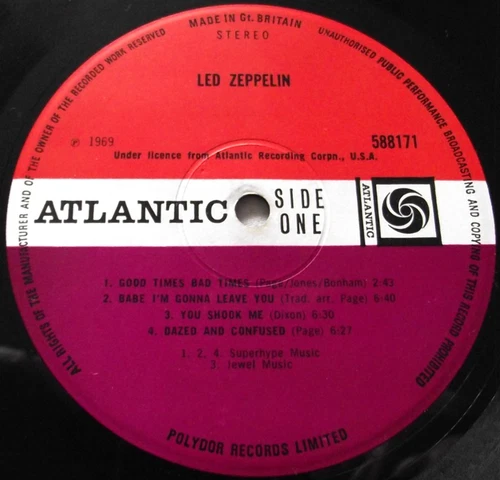 MADE IN Gt. BRITAIN
STEREO
ALL RIGHTS OF THE MANUFACTURER AND OF THE OWNER OF THE RECORDED WORK RESERVED
UNAUTHORISED PUBLIC PERFORMANCE BROADCASTING AND COPYING OF THIS RECORD PROHIBITED
LED ZEPPELIN
℗ 1969
588171
Under licence from Atlantic Recording Corpn., U.S.A.
ATLANTIC
SIDE
ONE
ATLANTIC
1. GOOD TIMES BAD TIMES (Page/Jones/Bonham) 2:43
2. BABE I'M GONNA LEAVE YOU (Trad. arr. Page) 6:40
3. YOU SHOOK ME (Dixon) 6:30
4. DAZED AND CONFUSED (Page) 6:27
1, 2, 4. Superhype Music
3. Jewel Music
POLYDOR RECORDS LIMITED